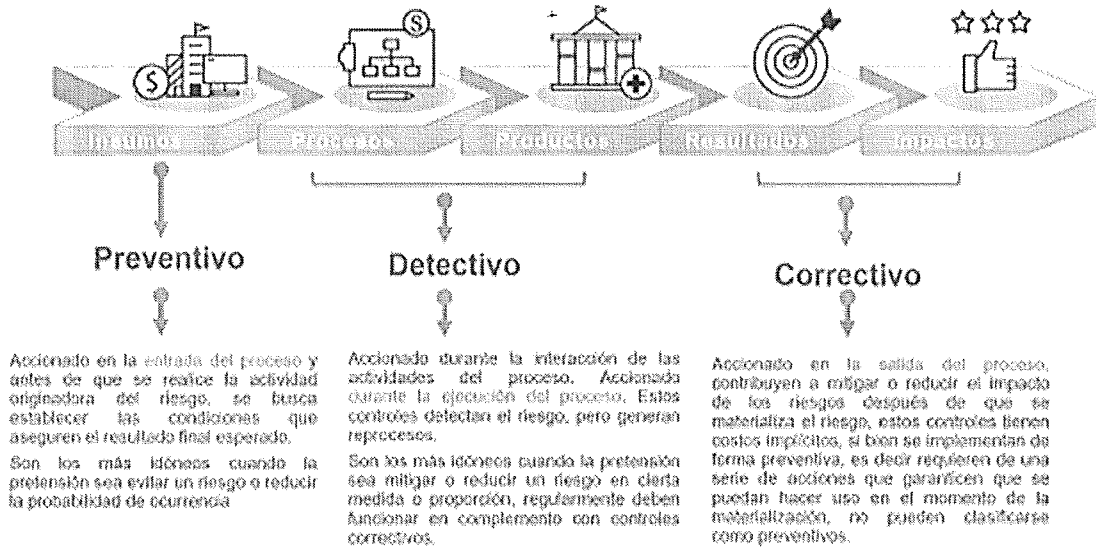 Insumos
Procesos
Productos
Resultados
Impactos
Preventivo
Accionado en la entrada del proceso y
antes de que se realice la actividad
originadora del riesgo, se busca
establecer las condiciones que
aseguren el resultado final esperado.
Son los más idóneos cuando la
pretensión sea evitar un riesgo o reducir
la probabilidad de ocurrencia
Detectivo
Accionado durante la interacción de las
actividades del proceso. Accionado
durante la ejecución del proceso. Estos
controles detectan el riesgo, pero generan
reprocesos.
Son los más idóneos cuando la pretensión
sea mitigar o reducir un riesgo en cierta
medida o proporción, regularmente deben
funcionar en complemento con controles
correctivos.
Correctivo
Accionado en la salida del proceso,
contribuyen a mitigar o reducir el impacto
de los riesgos después de que se
materializa el riesgo, estos controles tienen
costos implícitos, si bien se implementan de
forma preventiva, es decir requieren de una
serie de acciones que garanticen que se
puedan hacer uso en el momento de la
materialización, no pueden clasificarse
como preventivos.